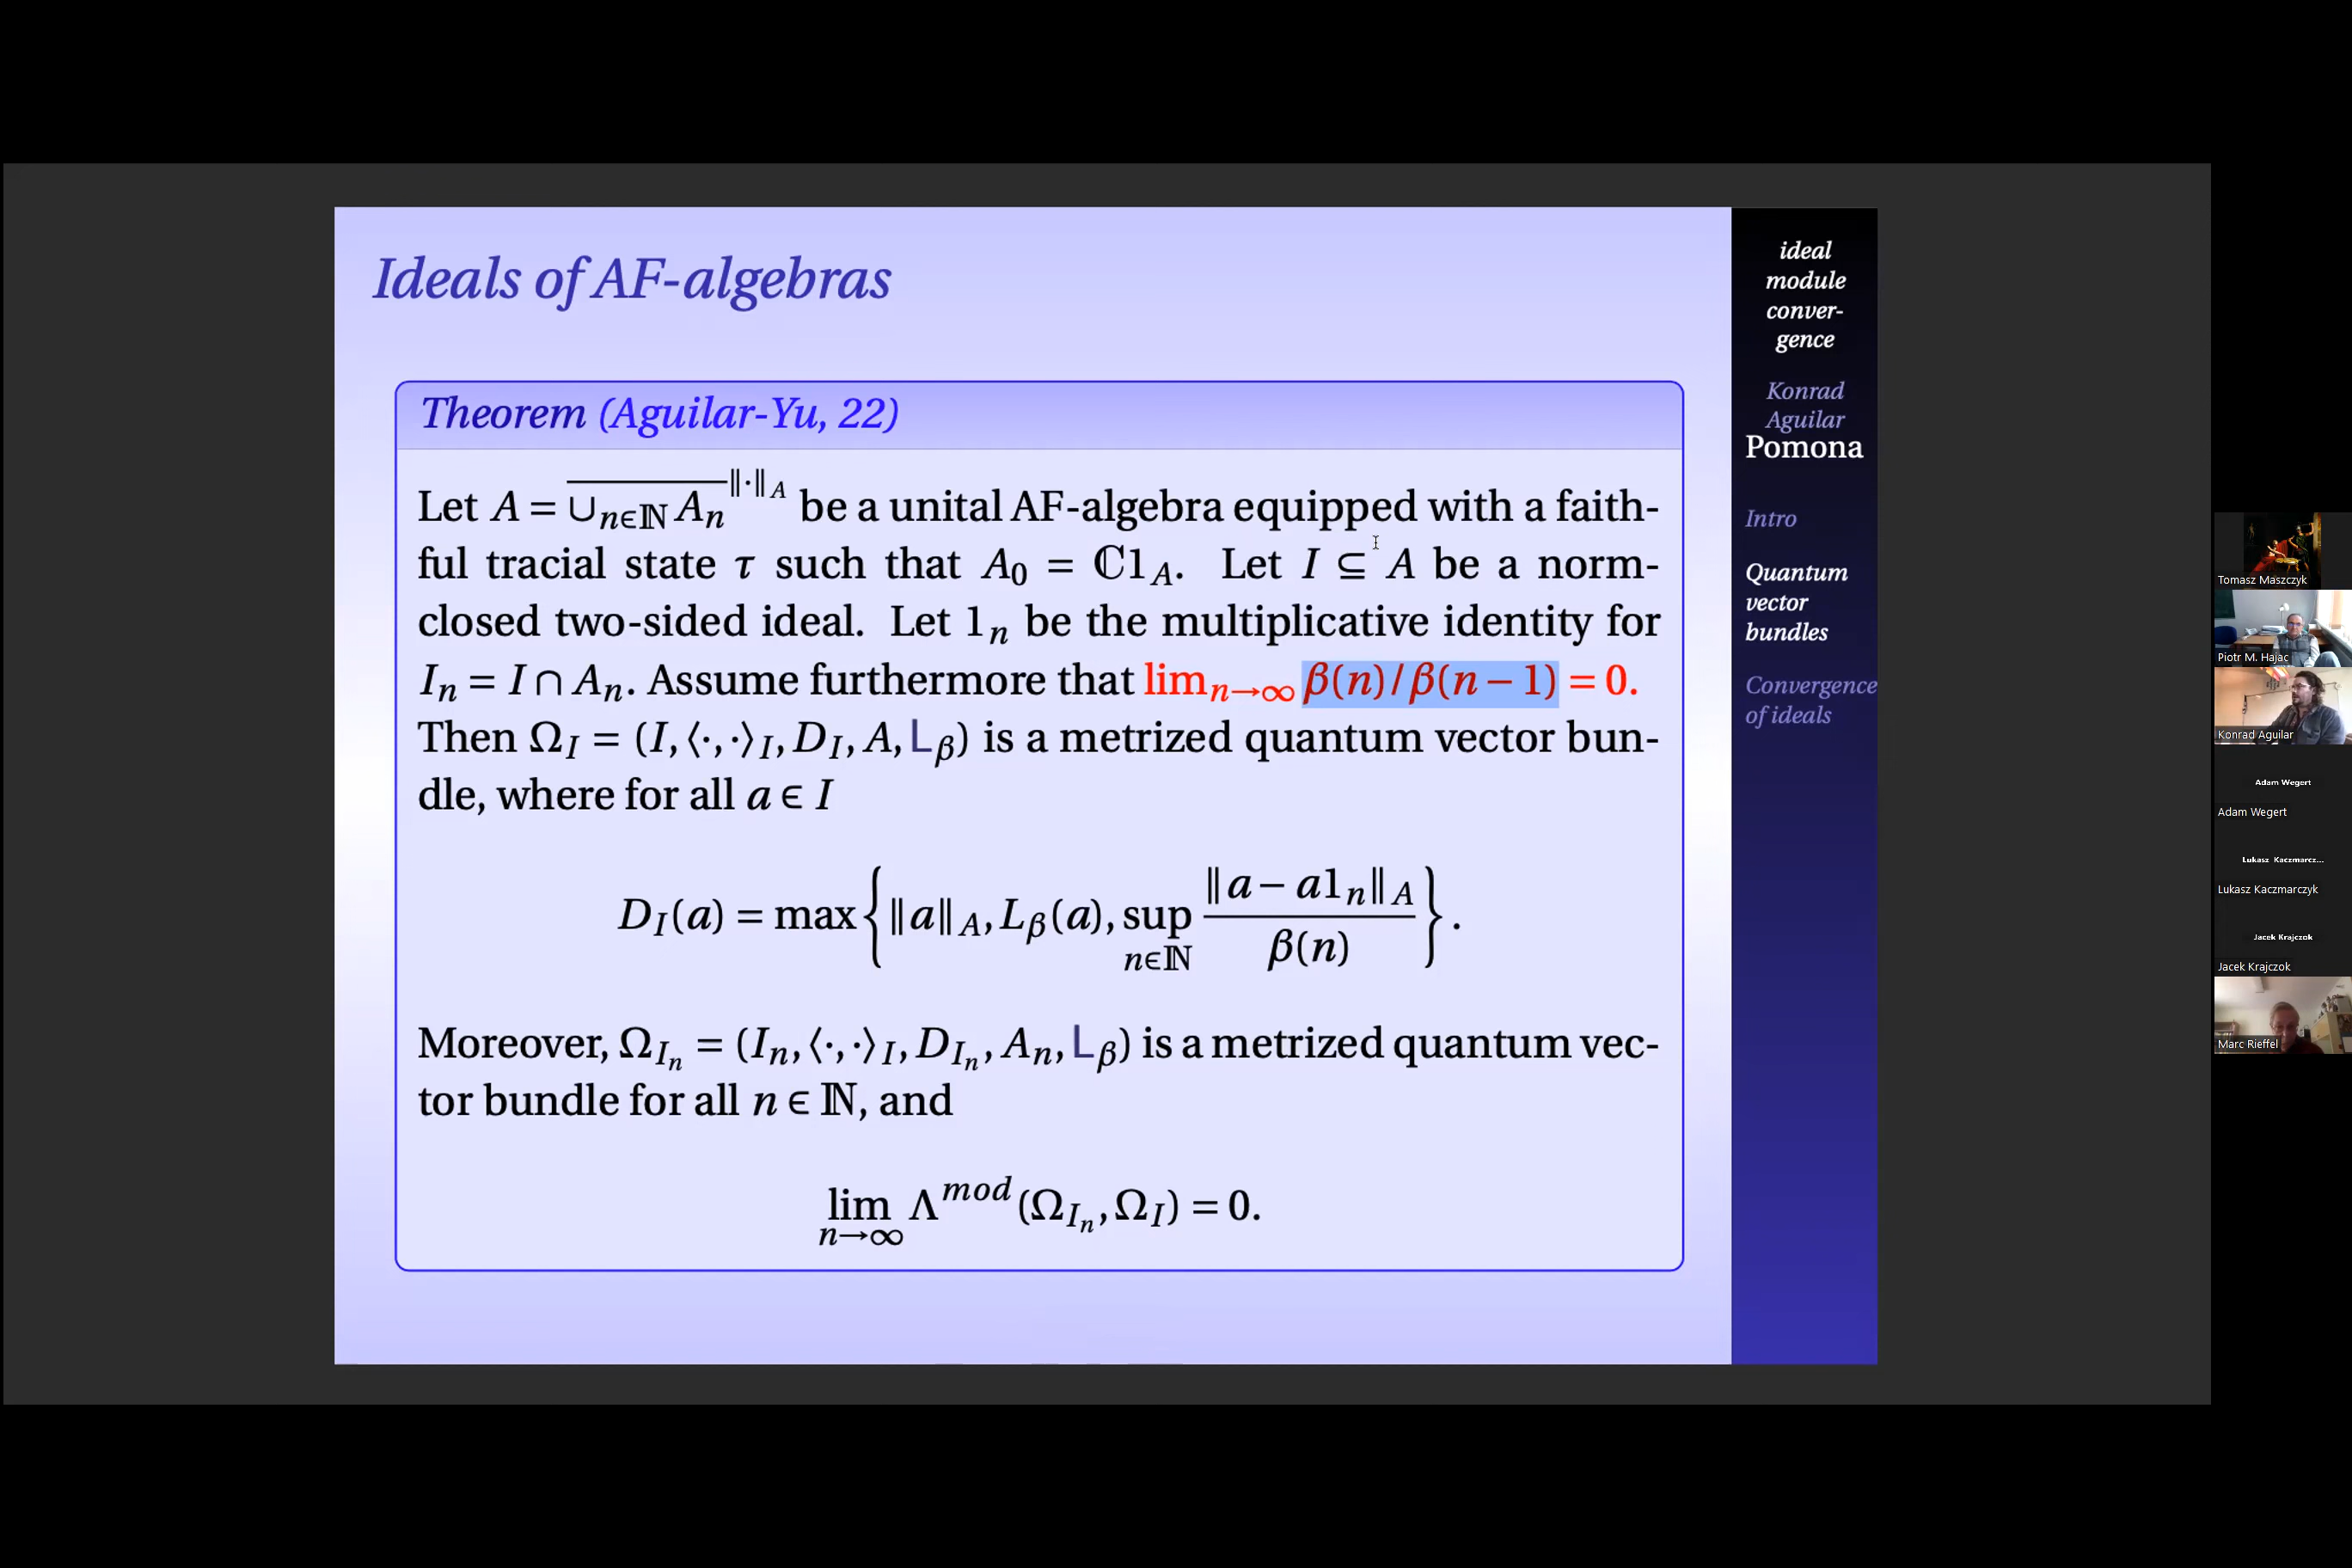 Ideals of AF-algebras
Theorem (Aguilar-Yu, 22)
Let A = \overline{∪_{n∈ℕ} A_n}^{‖·‖_A} be a unital AF-algebra equipped with a faith-
ful tracial state τ such that A_0 = ℂ1_A. Let I ⊆ A be a norm-
closed two-sided ideal. Let 1_n be the multiplicative identity for
I_n = I ∩ A_n. Assume furthermore that lim_{n→∞} β(n)/β(n − 1) = 0.
Then Ω_I = (I, ⟨·,·⟩_I, D_I, A, L_β) is a metrized quantum vector bun-
dle, where for all a ∈ I
D_I(a) = max { ‖a‖_A, L_β(a), sup_{n∈ℕ} ‖a − a1_n‖_A / β(n) }.
Moreover, Ω_{I_n} = (I_n, ⟨·,·⟩_I, D_{I_n}, A_n, L_β) is a metrized quantum vec-
tor bundle for all n ∈ ℕ, and
lim_{n→∞} Λ^{mod}(Ω_{I_n}, Ω_I) = 0.
ideal
module
conver-
gence
Konrad
Aguilar
Pomona
Intro
Quantum
vector
bundles
Convergence
of ideals
Tomasz Maszczyk
Piotr M. Hajac
Konrad Aguilar
Adam Wegert
Adam Wegert
Lukasz Kaczmarcz...
Lukasz Kaczmarczyk
Jacek Krajczok
Jacek Krajczok
Marc Rieffel